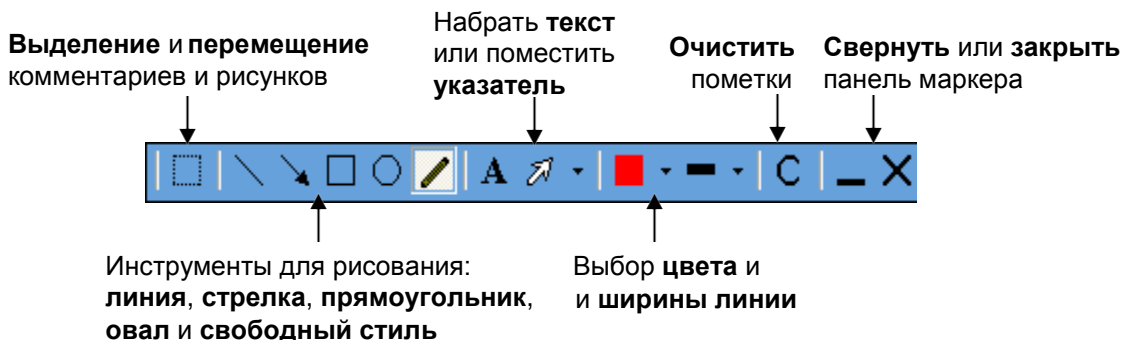 Выделение и перемещение
комментариев и рисунков
Набрать текст
или поместить
указатель
Очистить
пометки
Свернуть или закрыть
панель маркера
A
C
Инструменты для рисования:
линия, стрелка, прямоугольник,
овал и свободный стиль
Выбор цвета и
и ширины линии